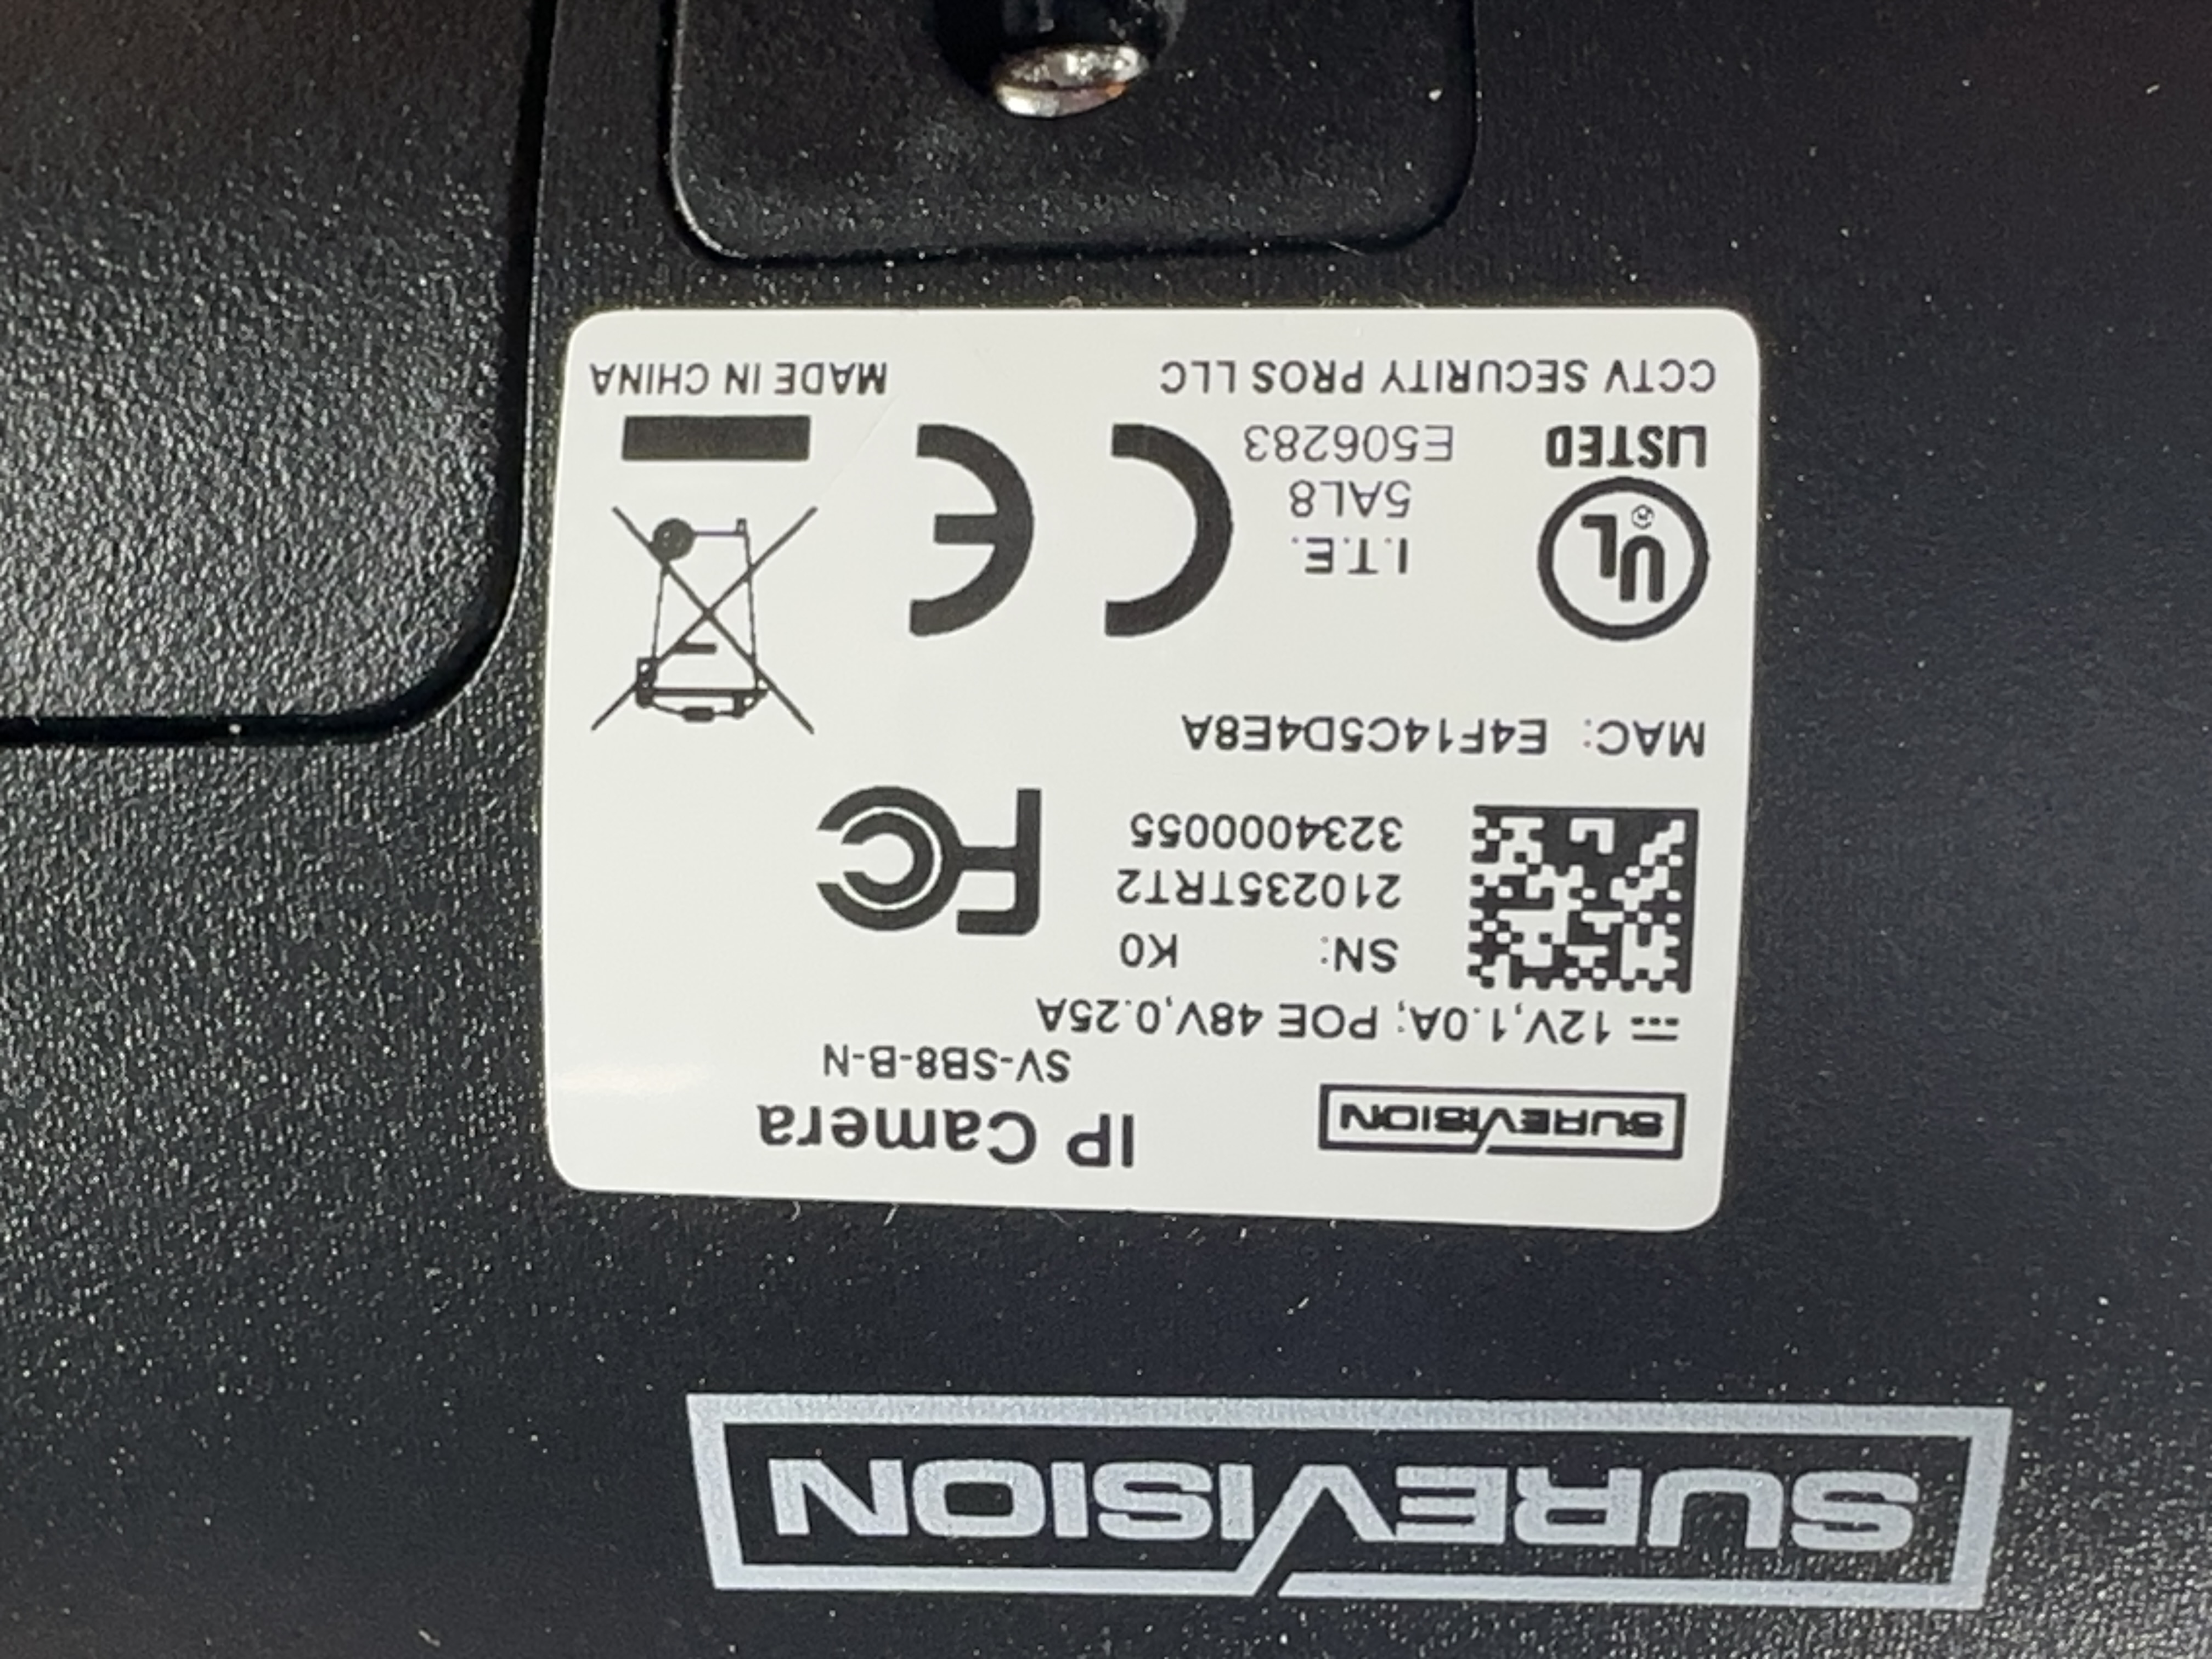 SUREVISION
SUREVISION
IP Camera
SV-SB8-B-N
⎓ 12V,1.0A; POE 48V,0.25A
SN: K0
210235TRT2
3234000055
FC
MAC: E4F14C5D4E8A
UL ®
LISTED
I.T.E.
5AL8
E506283
CE
CCTV SECURITY PROS LLC
MADE IN CHINA